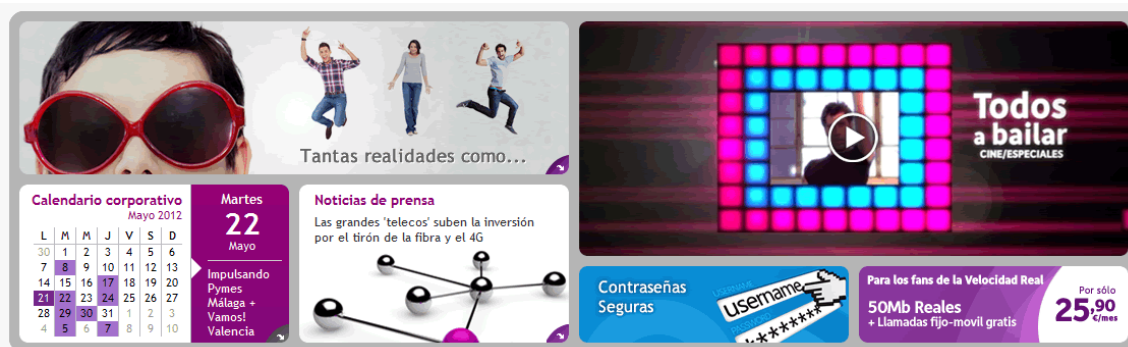 Tantas realidades como...
Todos
a bailar
CINE/ESPECIALES
Calendario corporativo
Mayo 2012
L M M J V S D
30 1 2 3 4 5 6
7 8 9 10 11 12 13
14 15 16 17 18 19 20
21 22 23 24 25 26 27
28 29 30 31 1 2 3
4 5 6 7 8 9 10
Martes
22
Mayo
Impulsando
Pymes
Málaga +
Vamos!
Valencia
Noticias de prensa
Las grandes 'telecos' suben la inversión
por el tirón de la fibra y el 4G
Contraseñas
Seguras
USERNAME
username
PASSWORD
********
Para los fans de la Velocidad Real
50Mb Reales
+ Llamadas fijo-movil gratis
Por sólo
25,90
€/mes